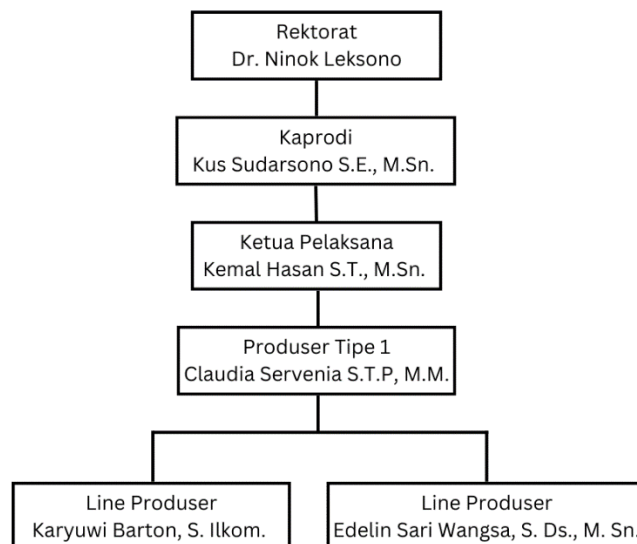 Rektorat
Dr. Ninok Leksono
Kaprodi
Kus Sudarsono S.E., M.Sn.
Ketua Pelaksana
Kemal Hasan S.T., M.Sn.
Produser Tipe 1
Claudia Servenia S.T.P, M.M.
Line Produser
Karyuwi Barton, S. Ilkom.
Line Produser
Edelin Sari Wangsa, S. Ds., M. Sn.